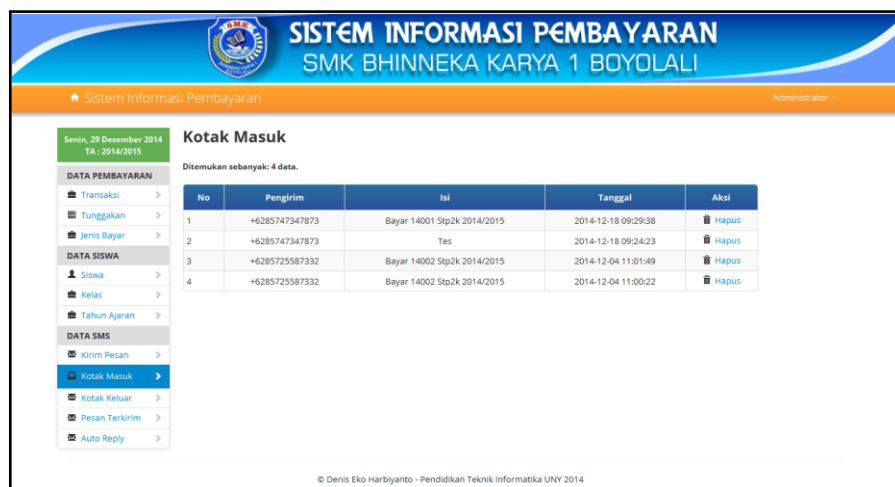 SISTEM INFORMASI PEMBAYARAN
SMK BHINNEKA KARYA 1 BOYOLALI
Sistem Informasi Pembayaran Administrator
Senin, 29 Desember 2014
TA : 2014/2015
DATA PEMBAYARAN
Transaksi
Tunggakan
Jenis Bayar
DATA SISWA
Siswa
Kelas
Tahun Ajaran
DATA SMS
Kirim Pesan
Kotak Masuk
Kotak Keluar
Pesan Terkirim
Auto Reply
Kotak Masuk
Ditemukan sebanyak: 4 data.
No Pengirim Isi Tanggal Aksi
1 +6285747347873 Bayar 14001 Stp2k 2014/2015 2014-12-18 09:29:38 Hapus
2 +6285747347873 Tes 2014-12-18 09:24:23 Hapus
3 +6285725587332 Bayar 14002 Stp2k 2014/2015 2014-12-04 11:01:49 Hapus
4 +6285725587332 Bayar 14002 Stp2k 2014/2015 2014-12-04 11:00:22 Hapus
© Denis Eko Harbiyanto - Pendidikan Teknik Informatika UNY 2014